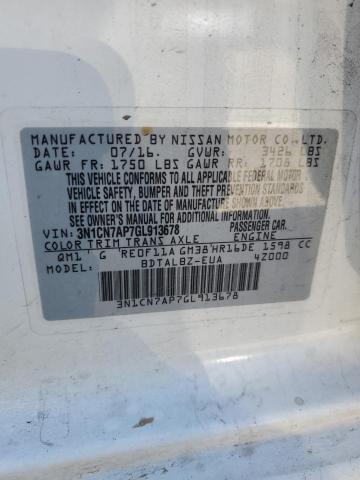 MANUFACTURED BY NISSAN MOTOR CO., LTD.
DATE: 07/16. GVWR: 3426 LBS
GAWR FR: 1750 LBS GAWR RR: 1708 LBS
THIS VEHICLE CONFORMS TO ALL APPLICABLE FEDERAL MOTOR
VEHICLE SAFETY, BUMPER AND THEFT PREVENTION STANDARDS
IN EFFECT ON THE DATE OF MANUFACTURE SHOWN ABOVE.
SEE OWNER'S MANUAL FOR ADDITIONAL INFORMATION.
VIN: 3N1CN7AP7GL913678 PASSENGER CAR.
COLOR TRIM TRANS AXLE ENGINE
QM1 G RE0F11A GM38 HR16DE 1598 CC
MODEL: BDTALBZ-EUA 4Z000
3N1CN7AP7GL913678